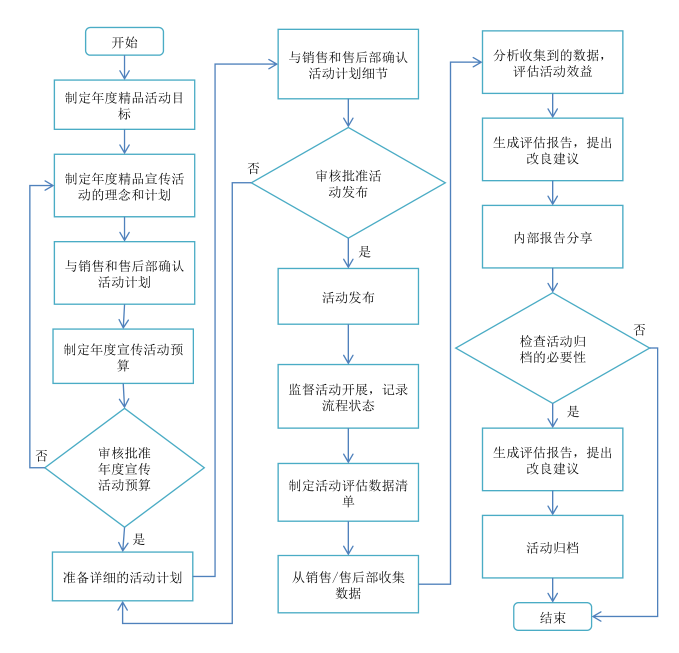 开始
制定年度精品活动目
标
制定年度精品宣传活
动的理念和计划
与销售和售后部确认
活动计划
制定年度宣传活动预
算
审核批准
年度宣传
活动预算
否
是
准备详细的活动计划
与销售和售后部确认
活动计划细节
审核批准活
动发布
否
是
活动发布
监督活动开展，记录
流程状态
制定活动评估数据清
单
从销售/售后部收集
数据
分析收集到的数据，
评估活动效益
生成评估报告，提出
改良建议
内部报告分享
检查活动归
档的必要性
否
是
生成评估报告，提出
改良建议
活动归档
结束